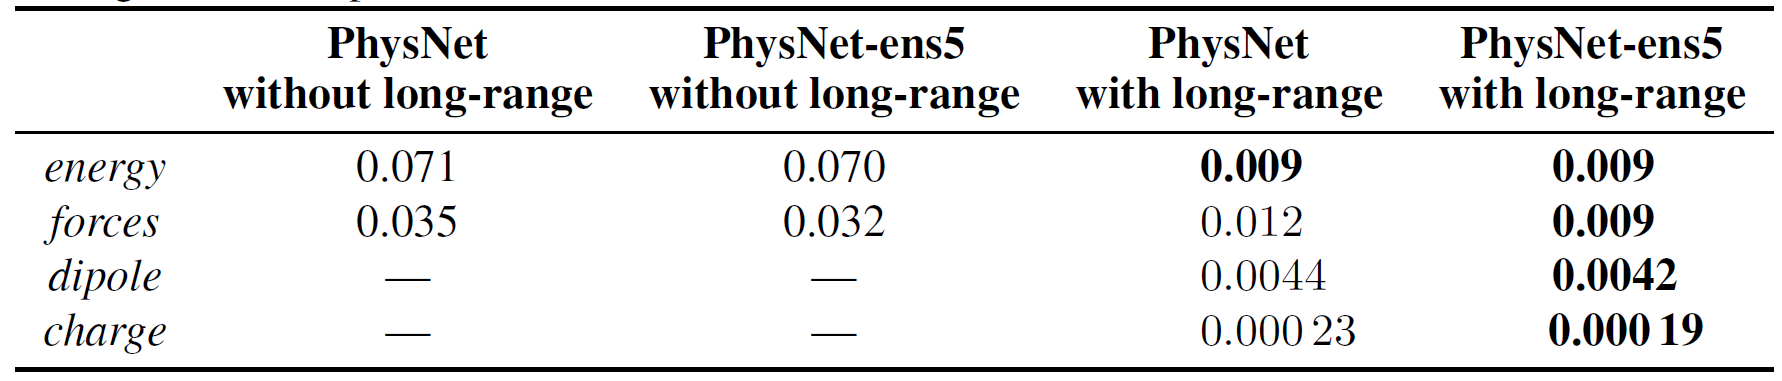 PhysNet PhysNet-ens5 PhysNet PhysNet-ens5
without long-range without long-range with long-range with long-range
energy 0.071 0.070 0.009 0.009
forces 0.035 0.032 0.012 0.009
dipole — — 0.0044 0.0042
charge — — 0.000 23 0.000 19